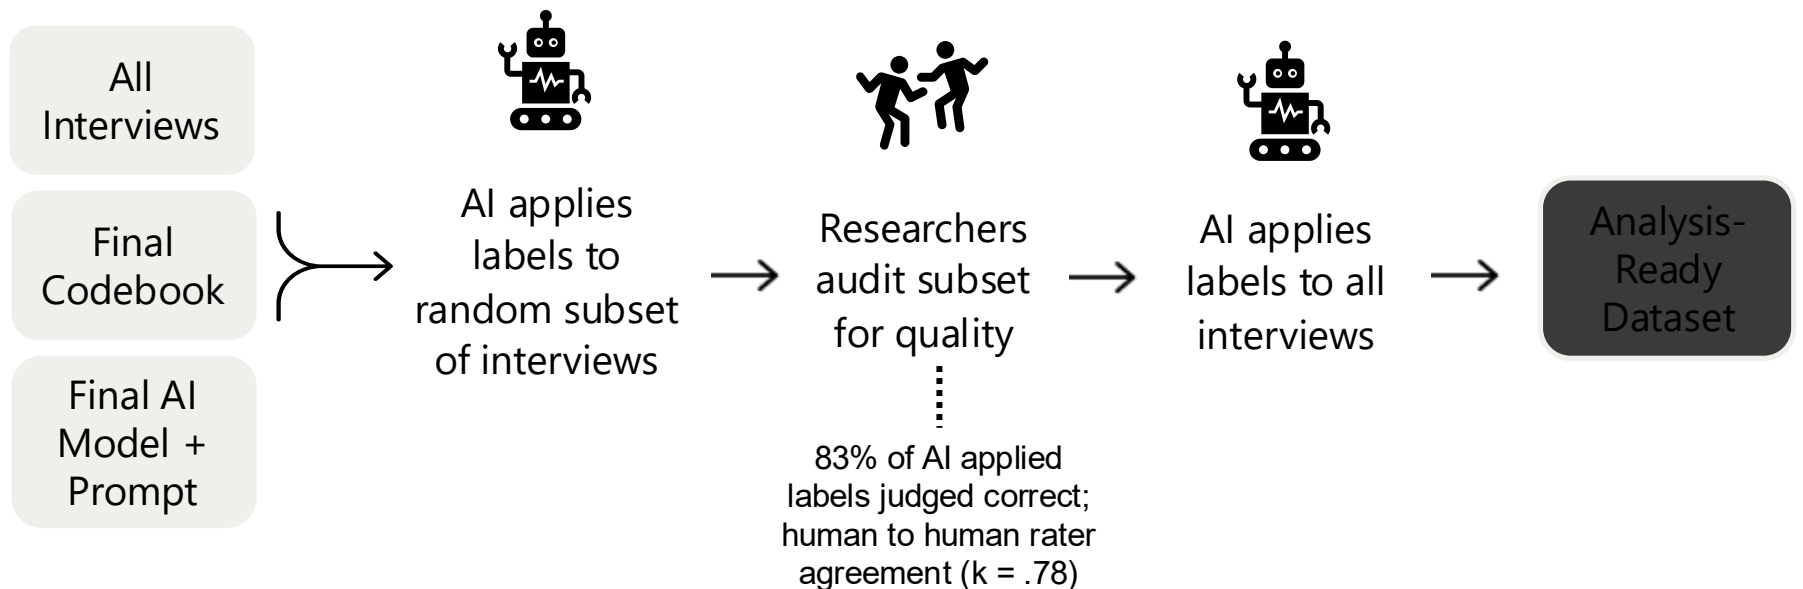 All
Interviews
Final
Codebook
Final AI
Model +
Prompt
AI applies
labels to
random subset
of interviews
Researchers
audit subset
for quality
83% of AI applied
labels judged correct;
human to human rater
agreement (k = .78)
AI applies
labels to all
interviews
Analysis-
Ready
Dataset